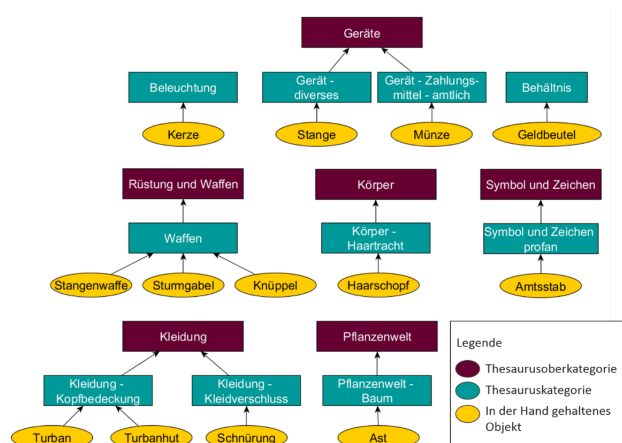 Geräte
Beleuchtung
Gerät -
diverses
Gerät - Zahlungs-
mittel - amtlich
Behältnis
Kerze
Stange
Münze
Geldbeutel
Rüstung und Waffen
Körper
Symbol und Zeichen
Waffen
Körper -
Haartracht
Symbol und Zeichen
profan
Stangenwaffe
Sturmgabel
Knüppel
Haarschopf
Amtsstab
Kleidung
Pflanzenwelt
Kleidung -
Kopfbedeckung
Kleidung -
Kleidverschluss
Pflanzenwelt -
Baum
Turban
Turbanhut
Schnürung
Ast
Legende
Thesaurusoberkategorie
Thesauruskategorie
In der Hand gehaltenes
Objekt